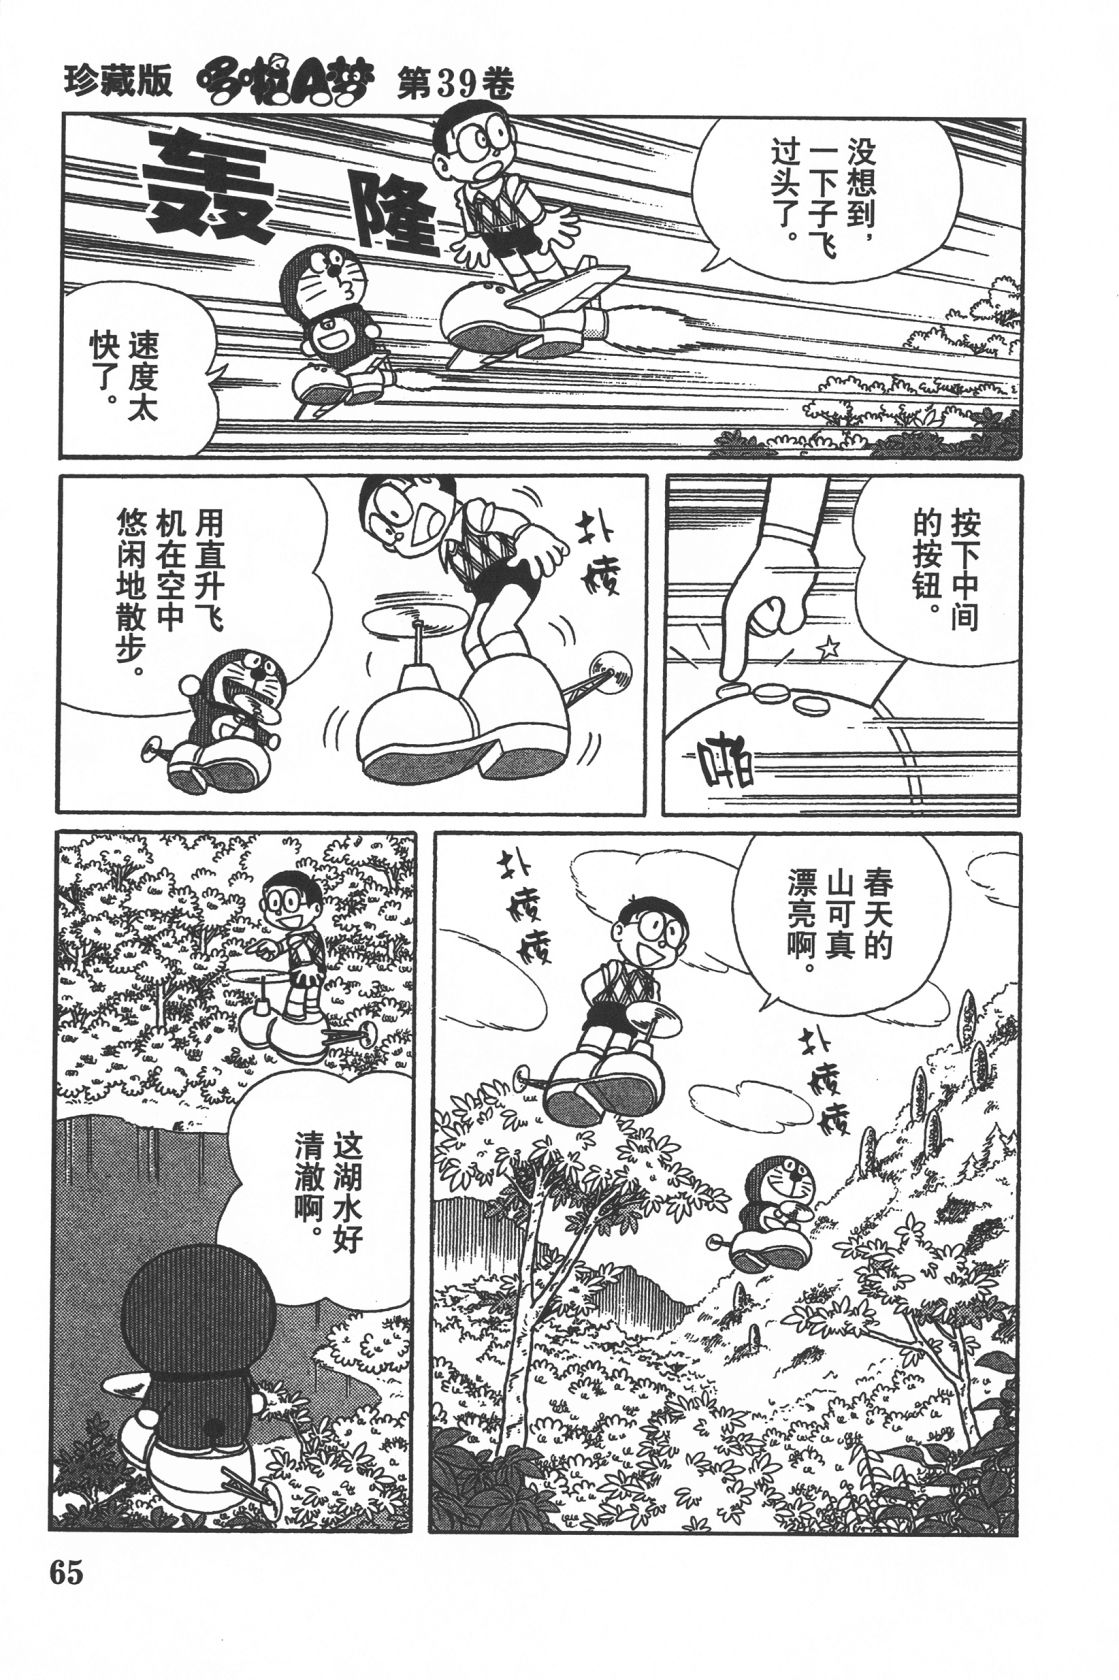 珍藏版 哆啦A梦 第39卷
没想到，
一下子飞
过头了。
轰
隆
速度太
快了。
按下中间
的按钮。
啪
扑
棱
用直升飞
机在空中
悠闲地散步。
春天的
山可真
漂亮啊。
扑
棱
棱
扑
棱
棱
这湖水好
清澈啊。
65